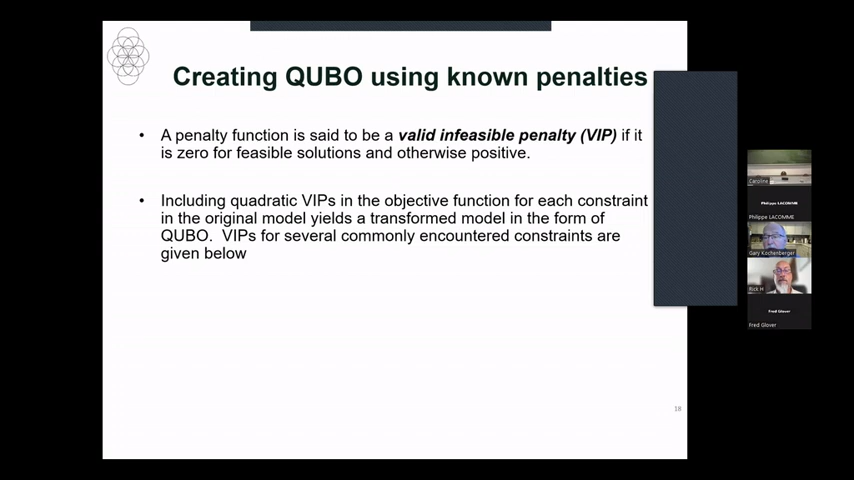 Creating QUBO using known penalties
• A penalty function is said to be a valid infeasible penalty (VIP) if it
is zero for feasible solutions and otherwise positive.
• Including quadratic VIPs in the objective function for each constraint
in the original model yields a transformed model in the form of
QUBO. VIPs for several commonly encountered constraints are
given below
18
Caroline
Philippe LACOMME
Philippe LACOMME
Gary Kochenberger
Rick H
Fred Glover
Fred Glover